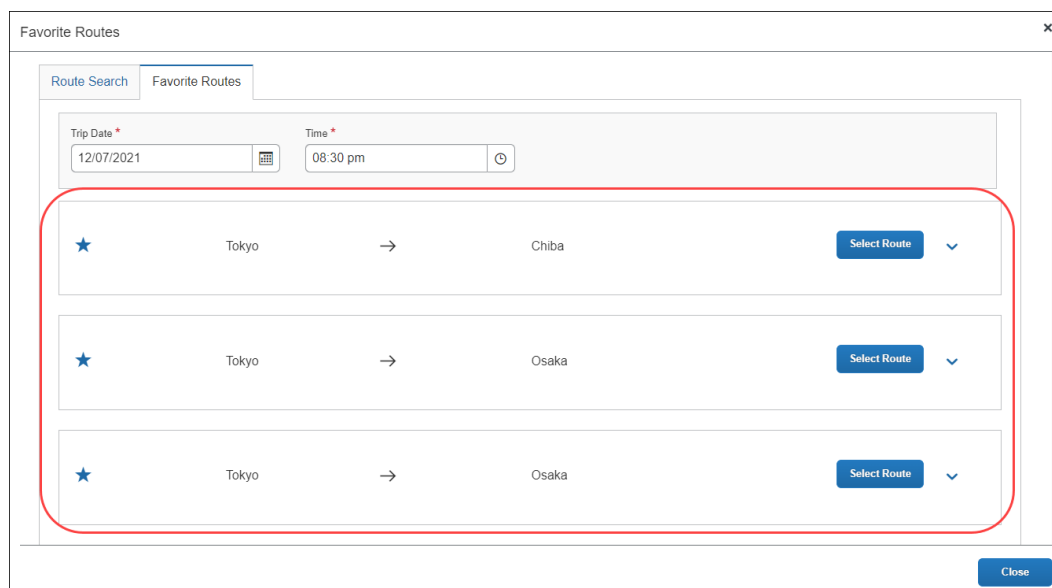 Favorite Routes
Route Search Favorite Routes
Trip Date * Time *
12/07/2021 08:30 pm
Tokyo → Chiba Select Route
Tokyo → Osaka Select Route
Tokyo → Osaka Select Route
Close